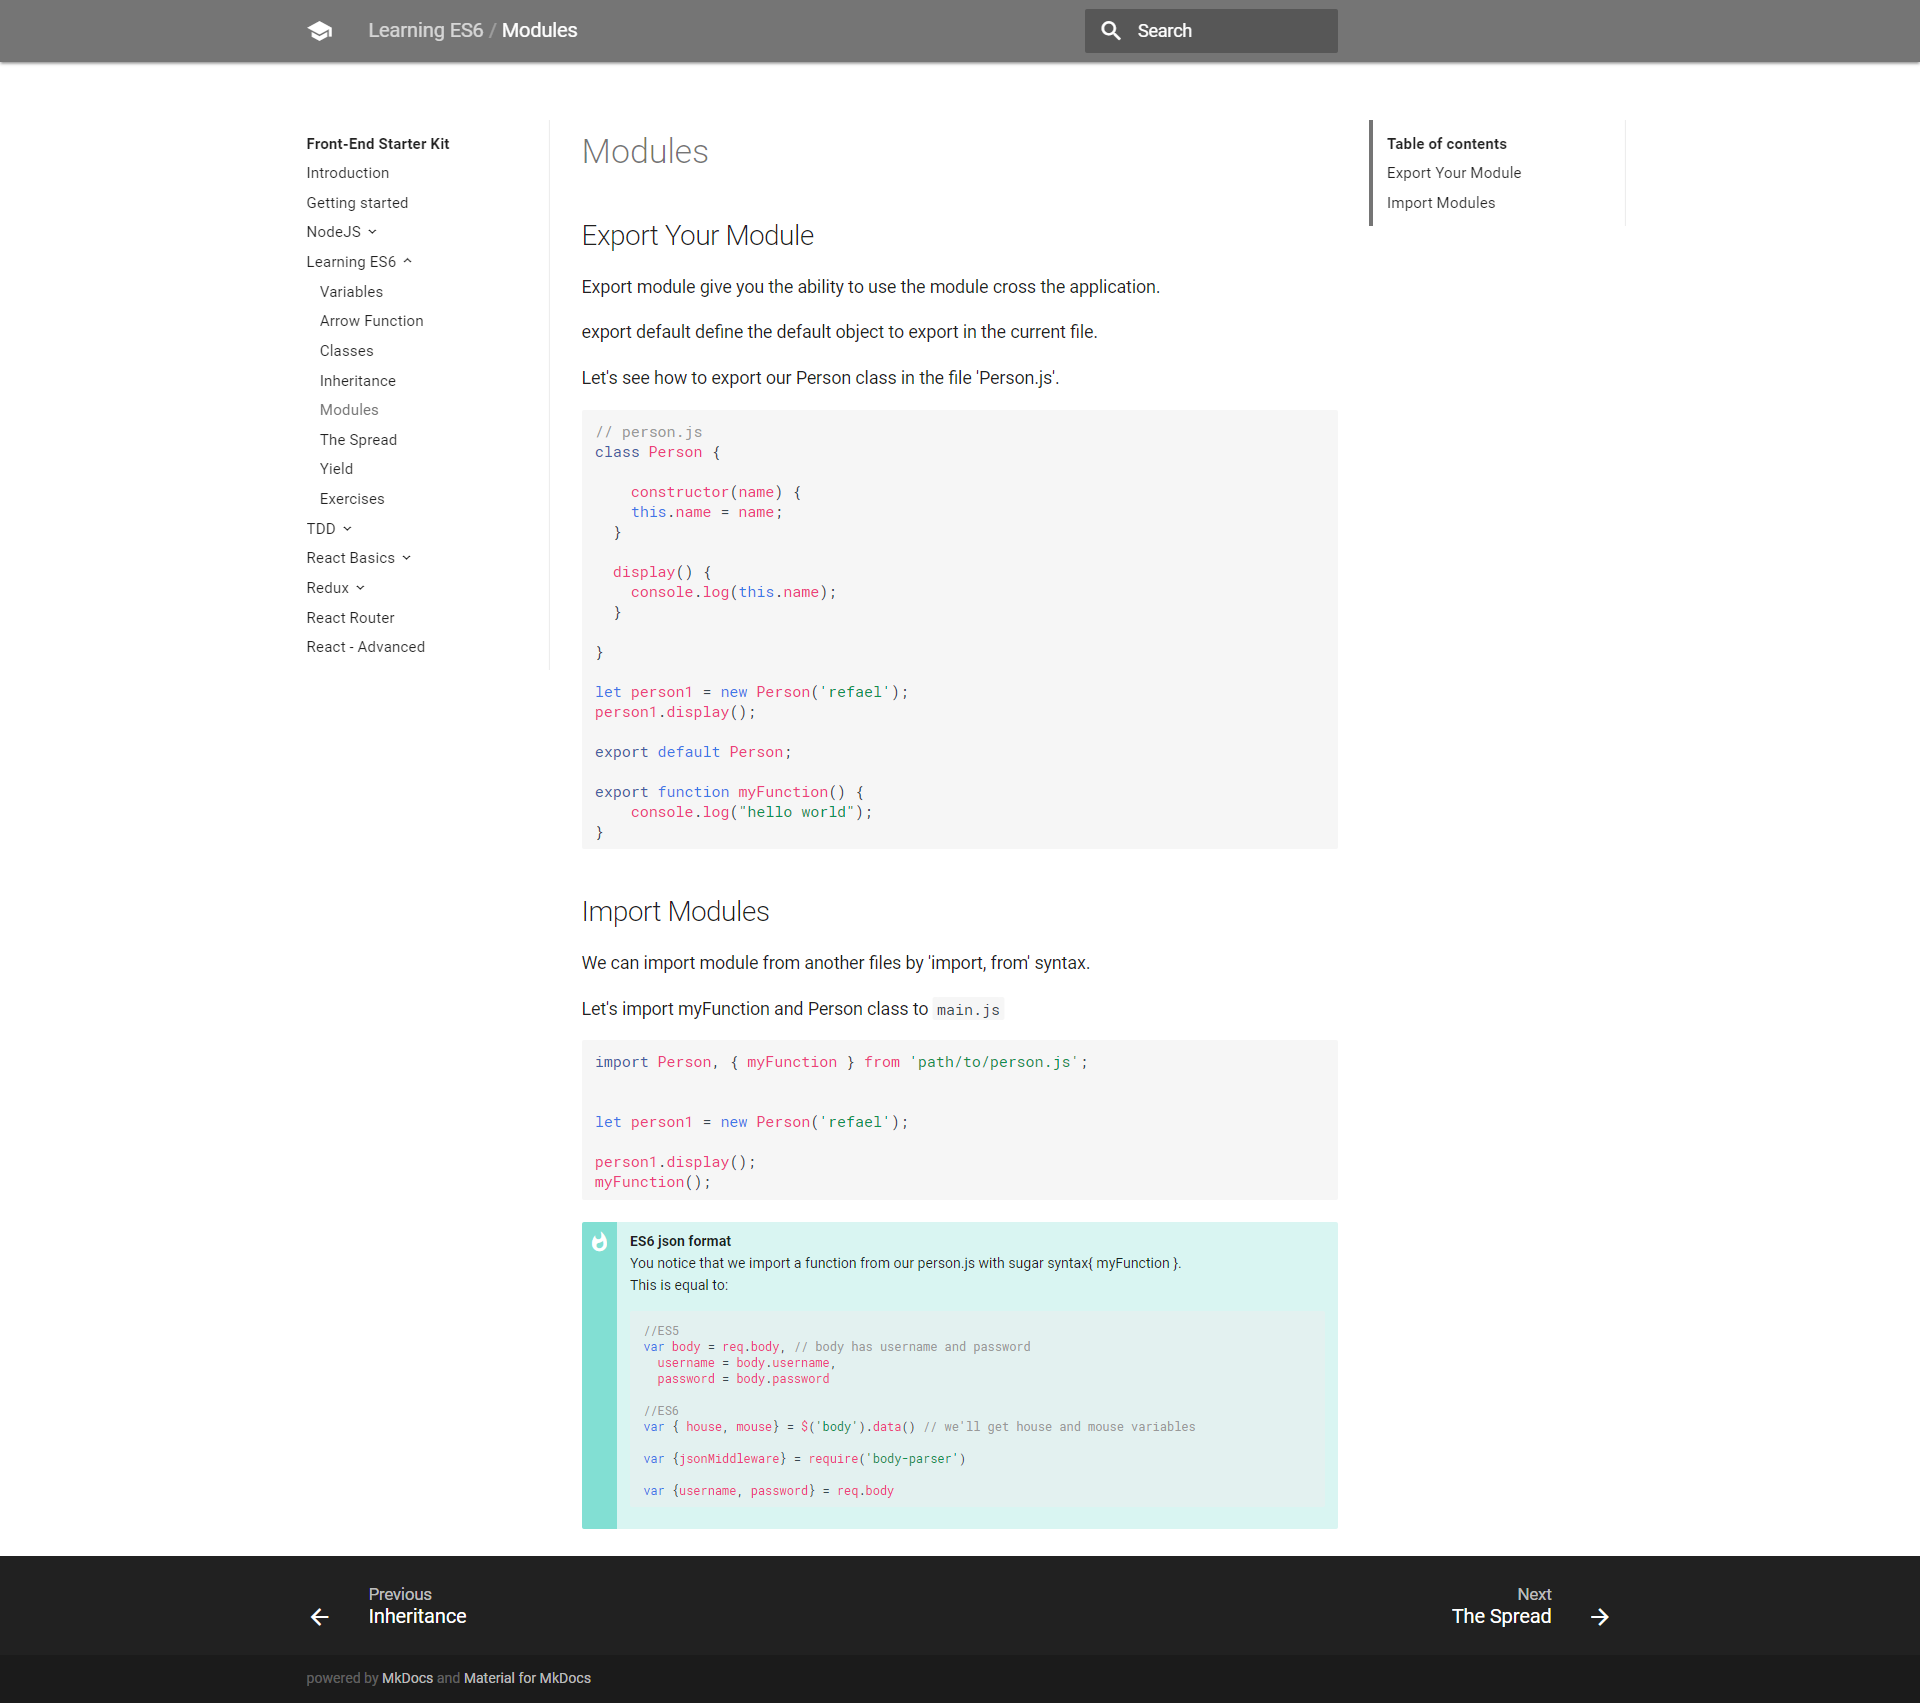 Learning ES6 / Modules
Search
Front-End Starter Kit
Introduction
Getting started
NodeJS
Learning ES6
Variables
Arrow Function
Classes
Inheritance
Modules
The Spread
Yield
Exercises
TDD
React Basics
Redux
React Router
React - Advanced
Modules
Export Your Module
Export module give you the ability to use the module cross the application.
export default define the default object to export in the current file.
Let's see how to export our Person class in the file 'Person.js'.
// person.js
class Person {
    constructor(name) {
    this.name = name;
  }
  display() {
    console.log(this.name);
  }
}
let person1 = new Person('refael');
person1.display();
export default Person;
export function myFunction() {
    console.log("hello world");
}
Import Modules
We can import module from another files by 'import, from' syntax.
Let's import myFunction and Person class to main.js
import Person, { myFunction } from 'path/to/person.js';
let person1 = new Person('refael');
person1.display();
myFunction();
ES6 json format
You notice that we import a function from our person.js with sugar syntax{ myFunction }.
This is equal to:
//ES5
var body = req.body, // body has username and password
  username = body.username,
  password = body.password
//ES6
var { house, mouse} = $('body').data() // we'll get house and mouse variables
var {jsonMiddleware} = require('body-parser')
var {username, password} = req.body
Table of contents
Export Your Module
Import Modules
Previous
Inheritance
Next
The Spread
powered by MkDocs and Material for MkDocs